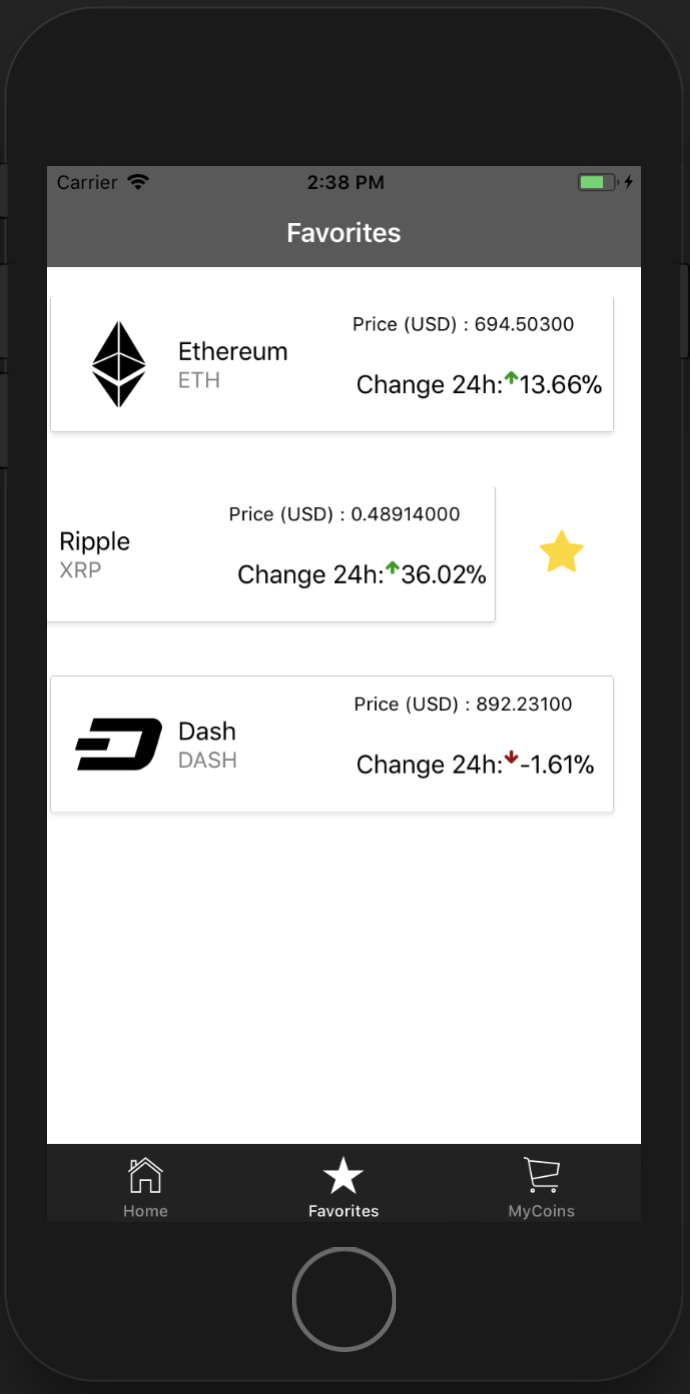 Carrier 2:38 PM
Favorites
Price (USD) : 694.50300
Ethereum
ETH
Change 24h: 13.66%
Price (USD) : 0.48914000
Ripple
XRP
Change 24h: 36.02%
Price (USD) : 892.23100
Dash
DASH
Change 24h: -1.61%
Home Favorites MyCoins